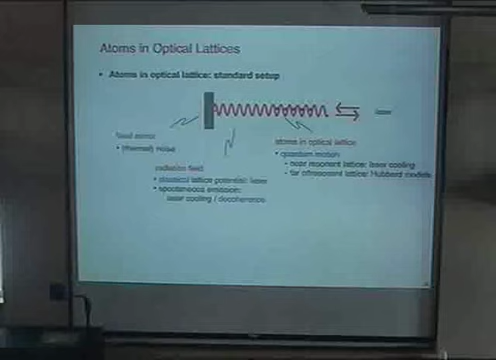 Atoms in Optical Lattices
• Atoms in optical lattice: standard setup
laser
fixed mirror
• (thermal) noise
atoms in optical lattice
• quantum motion
– near resonant lattice: laser cooling
– far offresonant lattice: Hubbard models
radiation field
• classical lattice potential: laser
• spontaneous emission:
laser cooling / decoherence